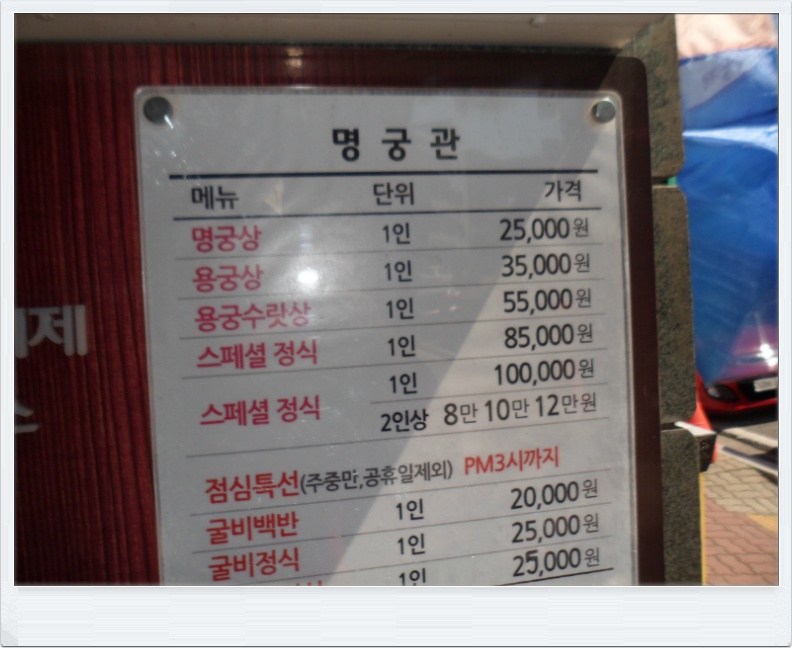 명궁관
메뉴 단위 가격
명궁상 1인 25,000원
용궁상 1인 35,000원
용궁수랏상 1인 55,000원
스페셜 정식 1인 85,000원
스페셜 정식 1인 100,000원
2인상 8만 10만 12만원
점심특선(주중만,공휴일제외) PM3시까지
굴비백반 1인 20,000원
굴비정식 1인 25,000원
1인 25,000원
제